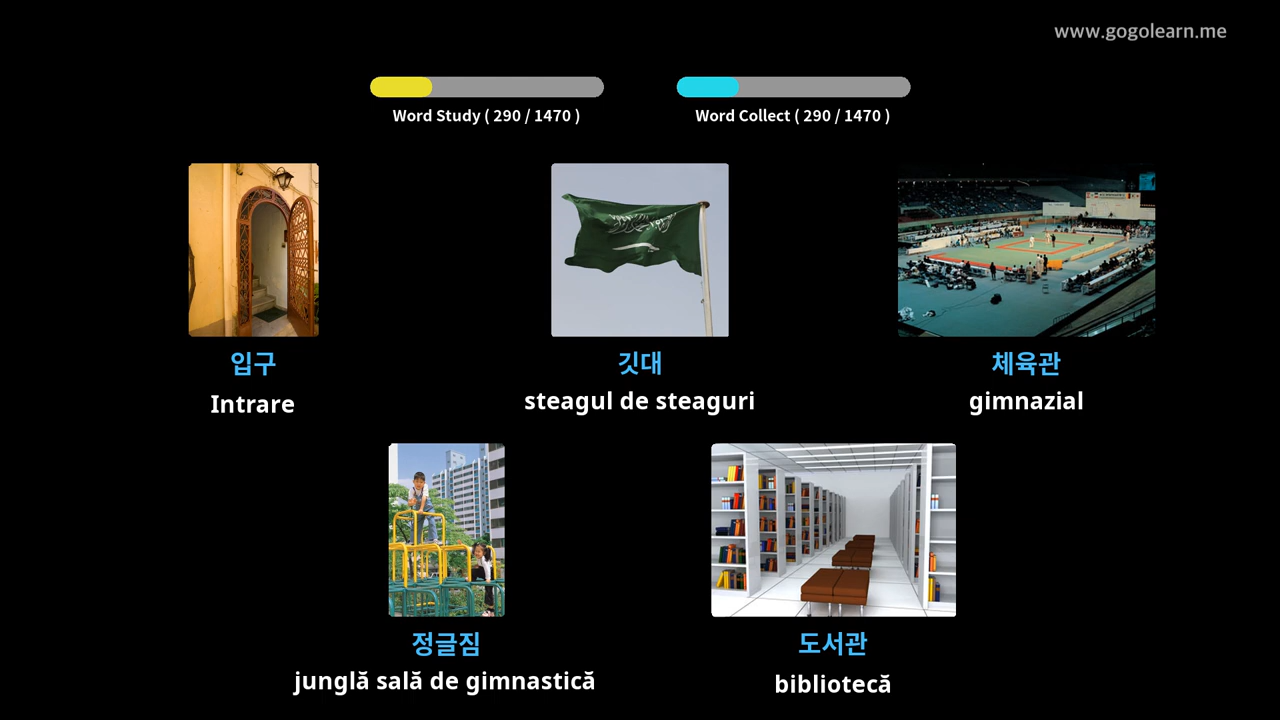 www.gogolearn.me
Word Study ( 290 / 1470 )
Word Collect ( 290 / 1470 )
입구
Intrare
깃대
steagul de steaguri
체육관
gimnazial
정글짐
junglă sală de gimnastică
도서관
bibliotecă